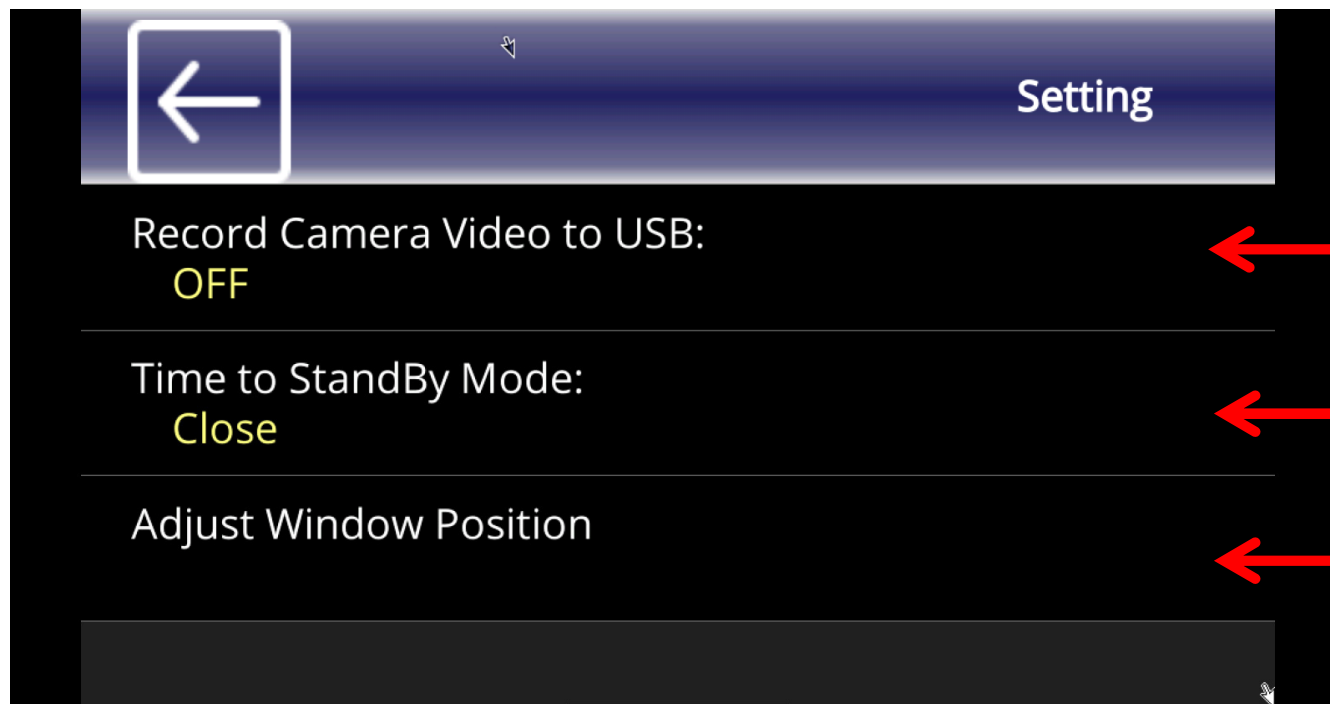 Setting
Record Camera Video to USB:
OFF
Time to StandBy Mode:
Close
Adjust Window Position